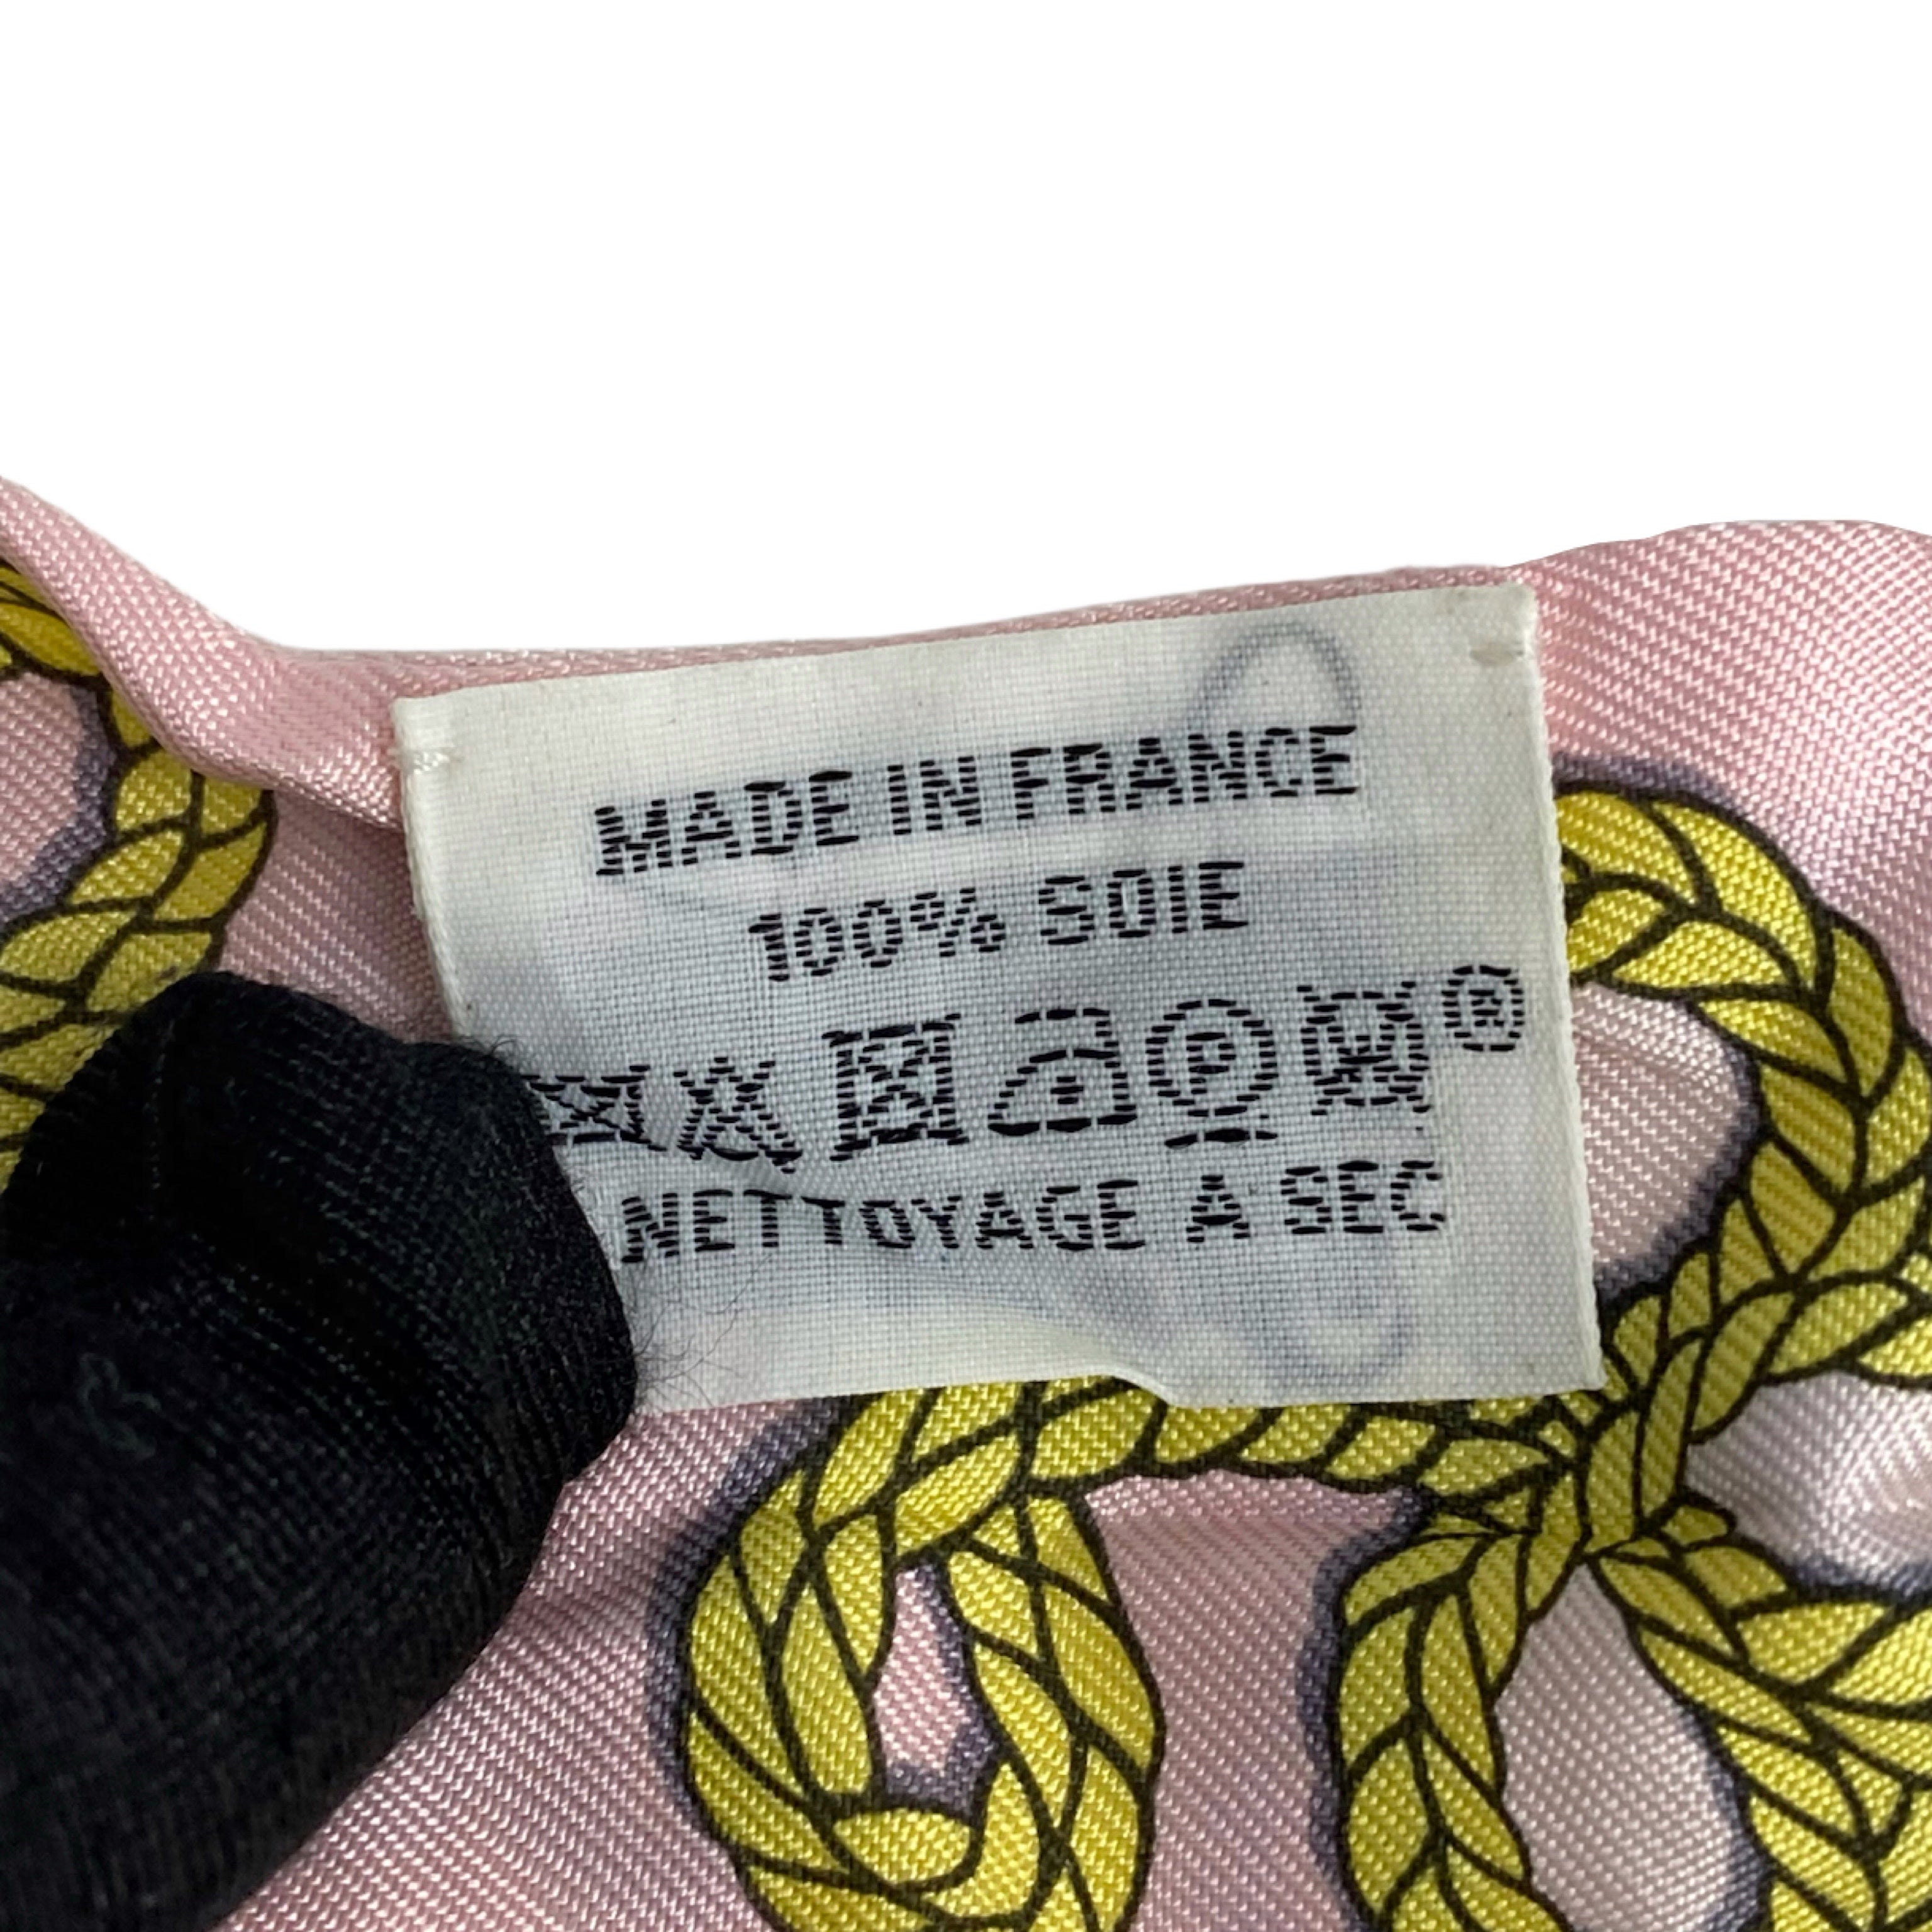 MADE IN FRANCE
100% SOIE
P ®
NETTOYAGE A SEC